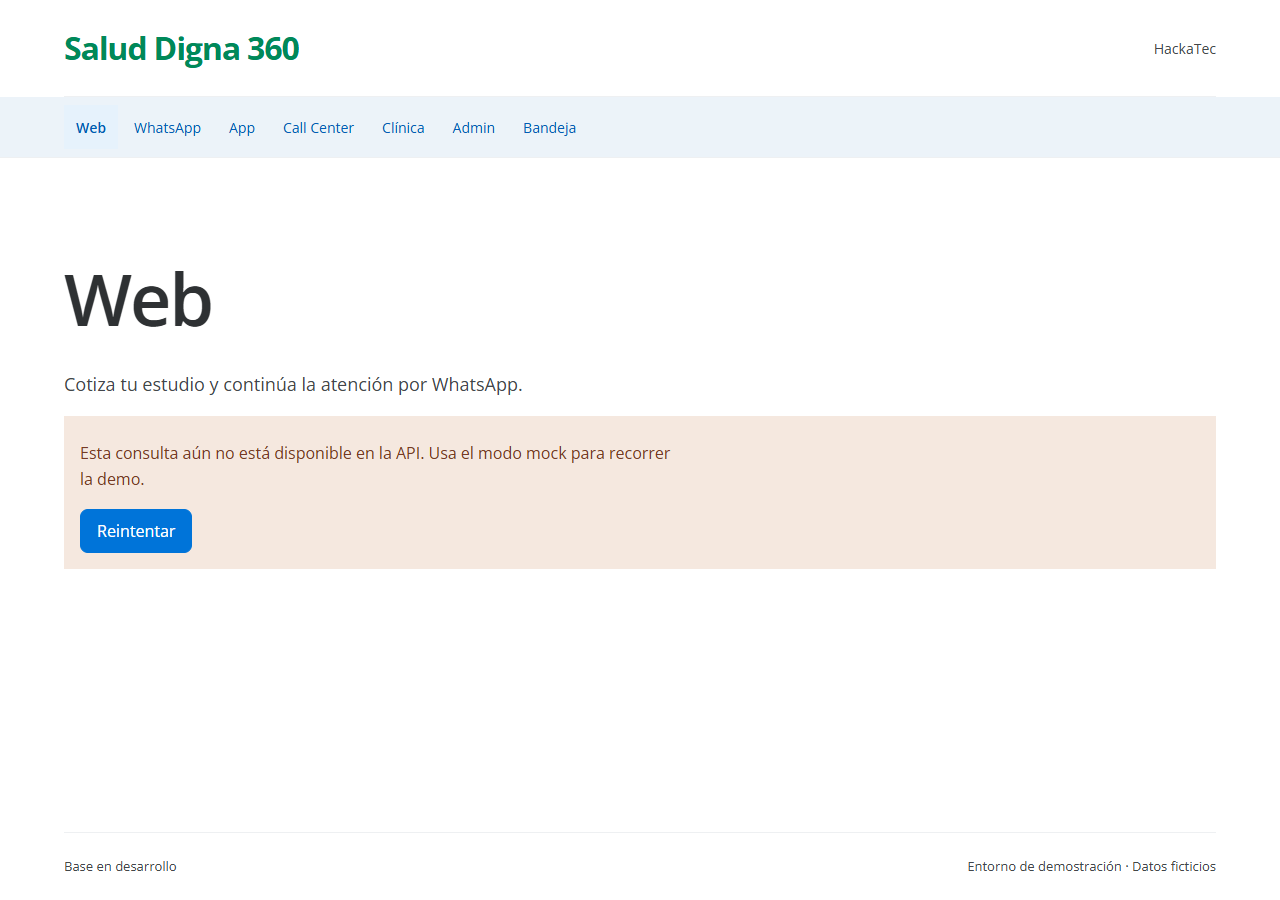 Salud Digna 360
HackaTec
Web WhatsApp App Call Center Clínica Admin Bandeja
Web
Cotiza tu estudio y continúa la atención por WhatsApp.
Esta consulta aún no está disponible en la API. Usa el modo mock para recorrer
la demo.
Reintentar
Base en desarrollo
Entorno de demostración · Datos ficticios